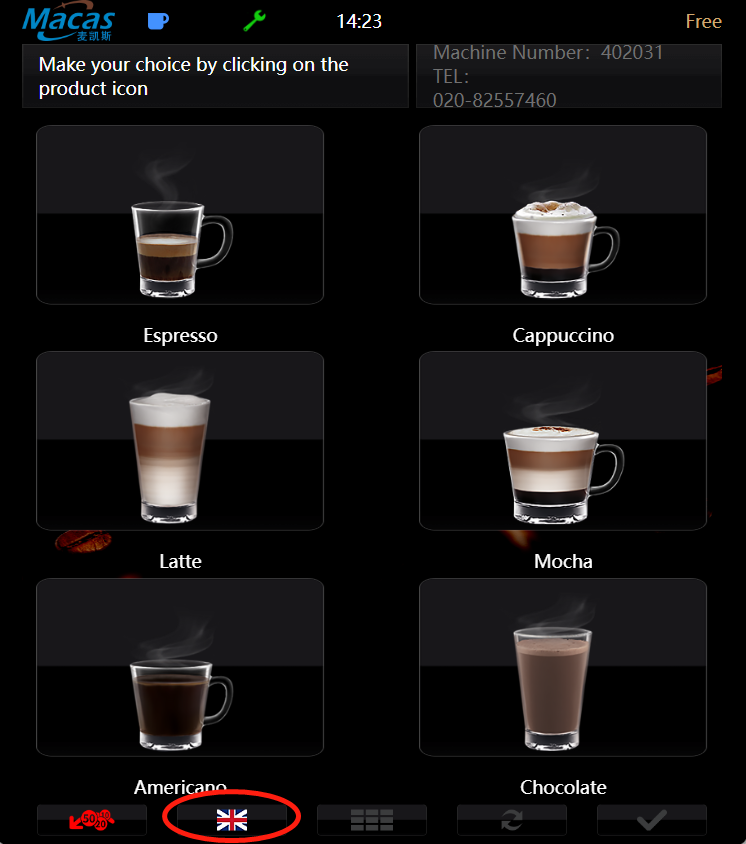 Macas
麦凯斯
14:23
Free
Make your choice by clicking on the
product icon
Machine Number：402031
TEL：
020-82557460
Espresso
Cappuccino
Latte
Mocha
Americano
Chocolate